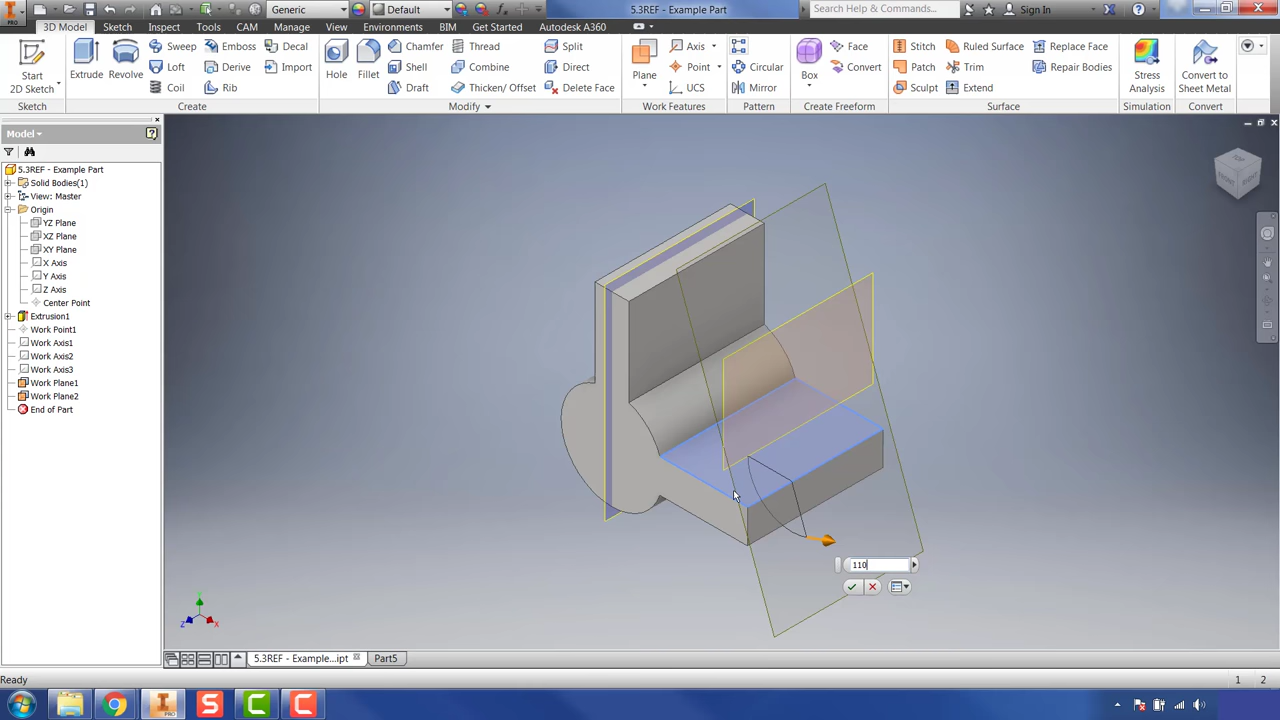 PRO
Generic
Default
5.3REF - Example Part
Search Help & Commands...
Sign In
3D Model Sketch Inspect Tools CAM Manage View Environments BIM Get Started Autodesk A360
Start
2D Sketch
Sketch
Extrude
Revolve
Sweep
Loft
Coil
Emboss
Derive
Rib
Decal
Import
Create
Hole
Fillet
Chamfer
Shell
Draft
Thread
Combine
Thicken/ Offset
Split
Direct
Delete Face
Modify
Plane
Axis
Point
UCS
Work Features
Circular
Mirror
Pattern
Box
Face
Convert
Create Freeform
Stitch
Patch
Sculpt
Ruled Surface
Trim
Extend
Replace Face
Repair Bodies
Surface
Stress
Analysis
Simulation
Convert to
Sheet Metal
Convert
Model
5.3REF - Example Part
Solid Bodies(1)
View: Master
Origin
YZ Plane
XZ Plane
XY Plane
X Axis
Y Axis
Z Axis
Center Point
Extrusion1
Work Point1
Work Axis1
Work Axis2
Work Axis3
Work Plane1
Work Plane2
End of Part
TOP
FRONT
RIGHT
110
Y
Z
X
5.3REF - Example...ipt
Part5
Ready
1 2
PRO
S
C
C